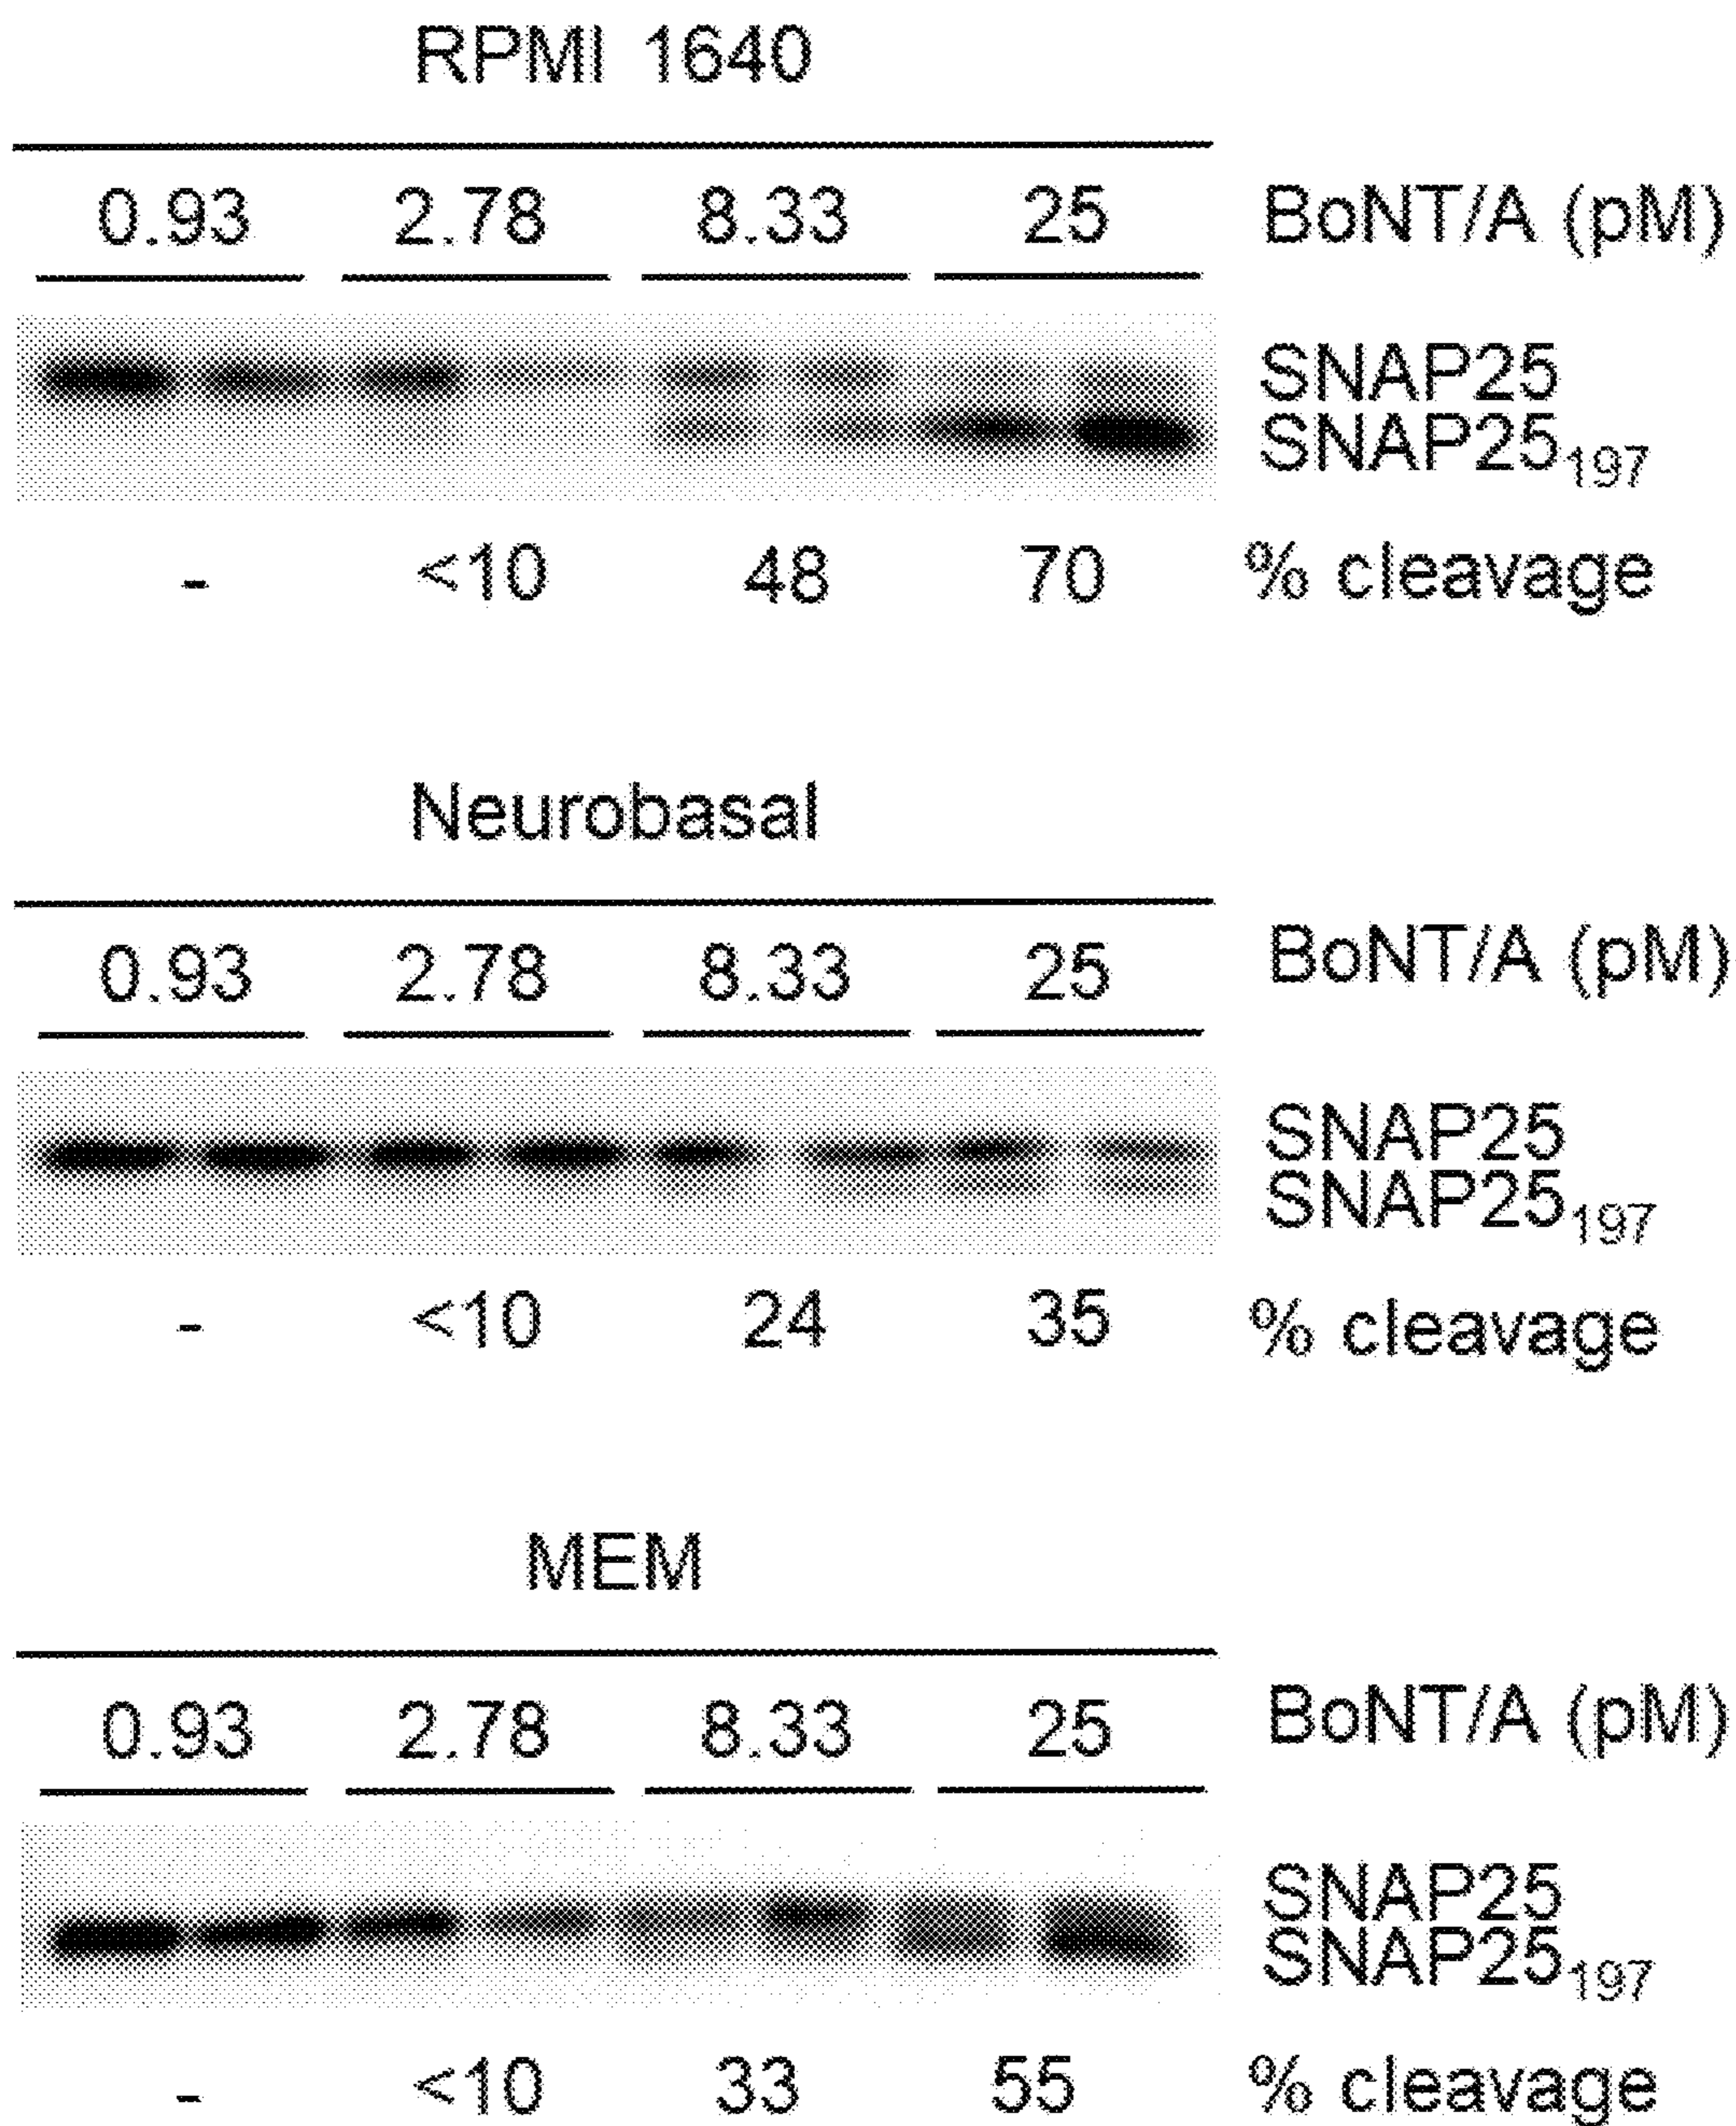 RPMI 1640
0.93 2.78 8.33 25 BoNT/A (pM)
SNAP25
SNAP25197
- <10 48 70 % cleavage
Neurobasal
0.93 2.78 8.33 25 BoNT/A (pM)
SNAP25
SNAP25197
- <10 24 35 % cleavage
MEM
0.93 2.78 8.33 25 BoNT/A (pM)
SNAP25
SNAP25197
- <10 33 55 % cleavage